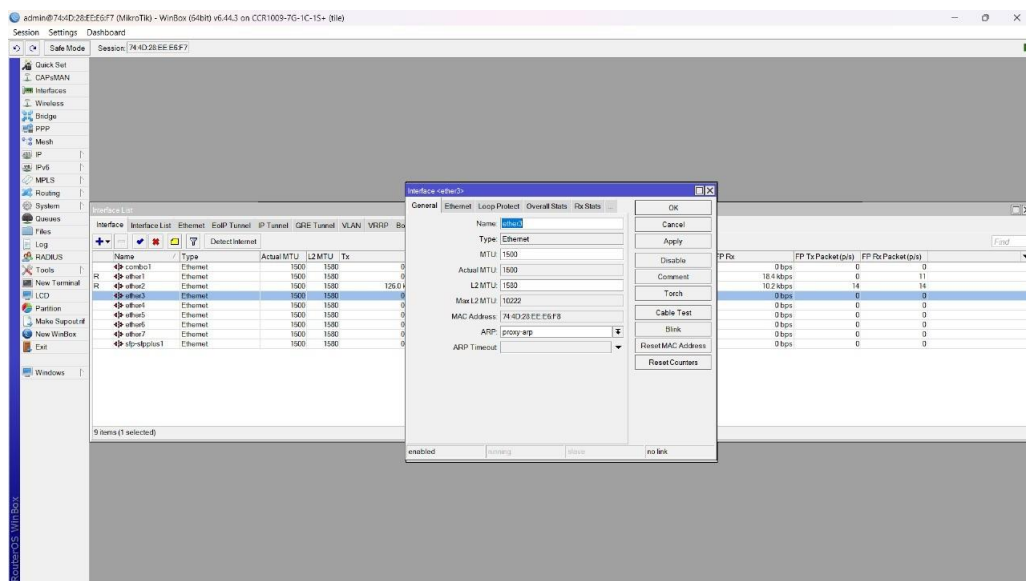 admin@74:4D:28:EE:E6:F7 (MikroTik) - WinBox (64bit) v6.44.3 on CCR1009-7G-1C-1S+ (tile)
Session Settings Dashboard
Safe Mode Session: 74:4D:28:EE:E6:F7
Quick Set
CAPsMAN
Interfaces
Wireless
Bridge
PPP
Mesh
IP
IPv6
MPLS
Routing
System
Queues
Files
Log
RADIUS
Tools
New Terminal
LCD
Partition
Make Supout.rif
New WinBox
Exit
Windows
RouterOS WinBox
Interface List
Interface Interface List Ethernet EoIP Tunnel IP Tunnel GRE Tunnel VLAN VRRP Bo
Detect Internet
Find
Name Type Actual MTU L2 MTU Tx FP Rx FP Tx Packet (p/s) FP Rx Packet (p/s)
combo1 Ethernet 1500 1580 0 0 bps 0 0
R ether1 Ethernet 1500 1580 18.4 kbps 0 11
R ether2 Ethernet 1500 1580 126.0 k 10.2 kbps 14 14
ether3 Ethernet 1500 1580 0 0 bps 0 0
ether4 Ethernet 1500 1580 0 0 bps 0 0
ether5 Ethernet 1500 1580 0 0 bps 0 0
ether6 Ethernet 1500 1580 0 0 bps 0 0
ether7 Ethernet 1500 1580 0 0 bps 0 0
sfp-sfpplus1 Ethernet 1500 1580 0 0 bps 0 0
9 items (1 selected)
Interface <ether3>
General Ethernet Loop Protect Overall Stats Rx Stats ...
Name: ether3
Type: Ethernet
MTU: 1500
Actual MTU: 1500
L2 MTU: 1580
Max L2 MTU: 10222
MAC Address: 74:4D:28:EE:E6:F8
ARP: proxy-arp
ARP Timeout:
OK
Cancel
Apply
Disable
Comment
Torch
Cable Test
Blink
Reset MAC Address
Reset Counters
enabled running slave no link